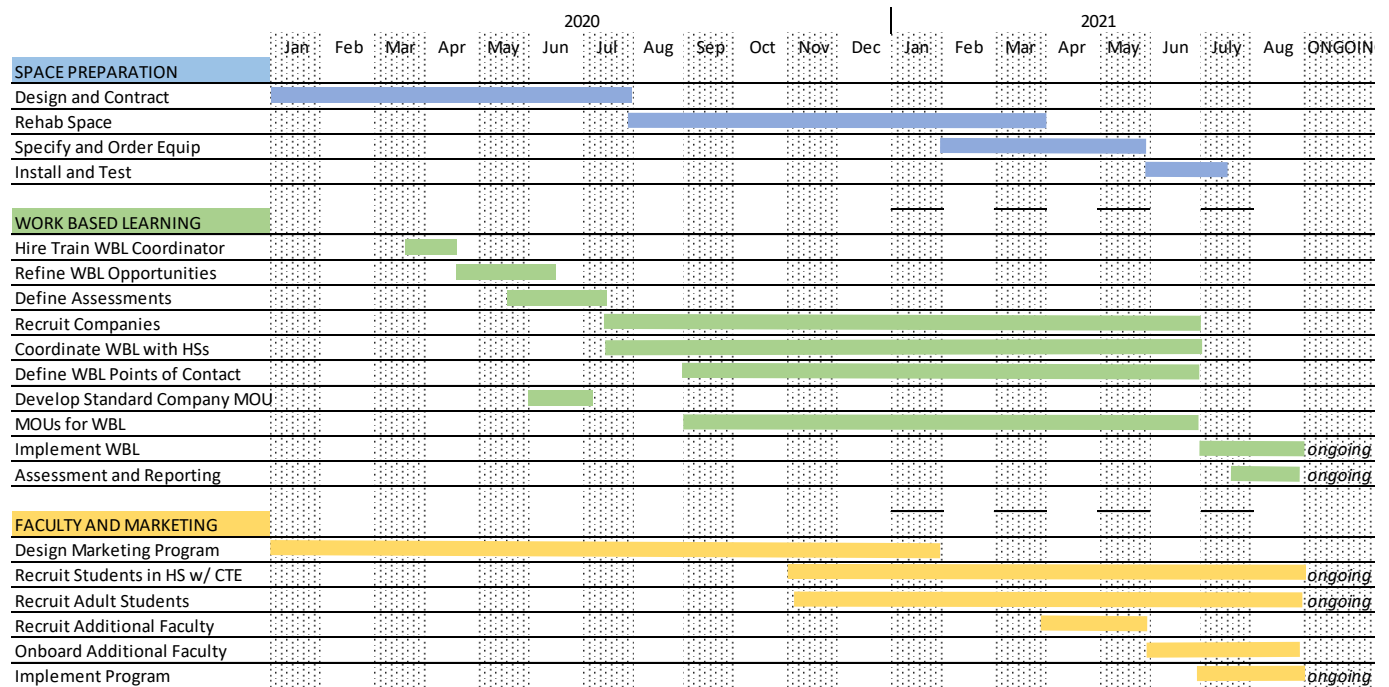 2020 2021
Jan Feb Mar Apr May Jun Jul Aug Sep Oct Nov Dec Jan Feb Mar Apr May Jun July Aug ONGOIN
SPACE PREPARATION
Design and Contract
Rehab Space
Specify and Order Equip
Install and Test
WORK BASED LEARNING
Hire Train WBL Coordinator
Refine WBL Opportunities
Define Assessments
Recruit Companies
Coordinate WBL with HSs
Define WBL Points of Contact
Develop Standard Company MOU
MOUs for WBL
Implement WBL ongoing
Assessment and Reporting ongoing
FACULTY AND MARKETING
Design Marketing Program
Recruit Students in HS w/ CTE ongoing
Recruit Adult Students ongoing
Recruit Additional Faculty
Onboard Additional Faculty
Implement Program ongoing